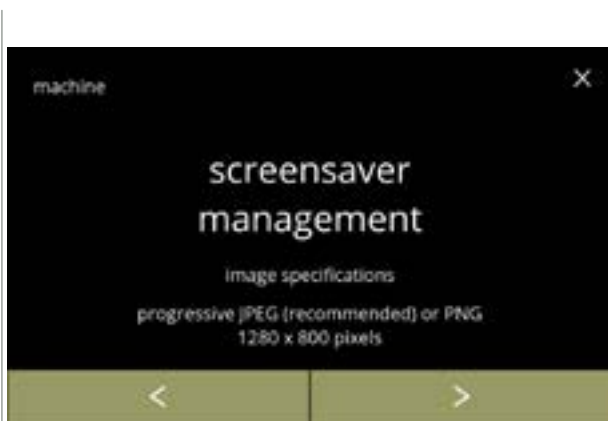 machine
×
screensaver
management
image specifications
progressive JPEG (recommended) or PNG
1280 x 800 pixels
< >